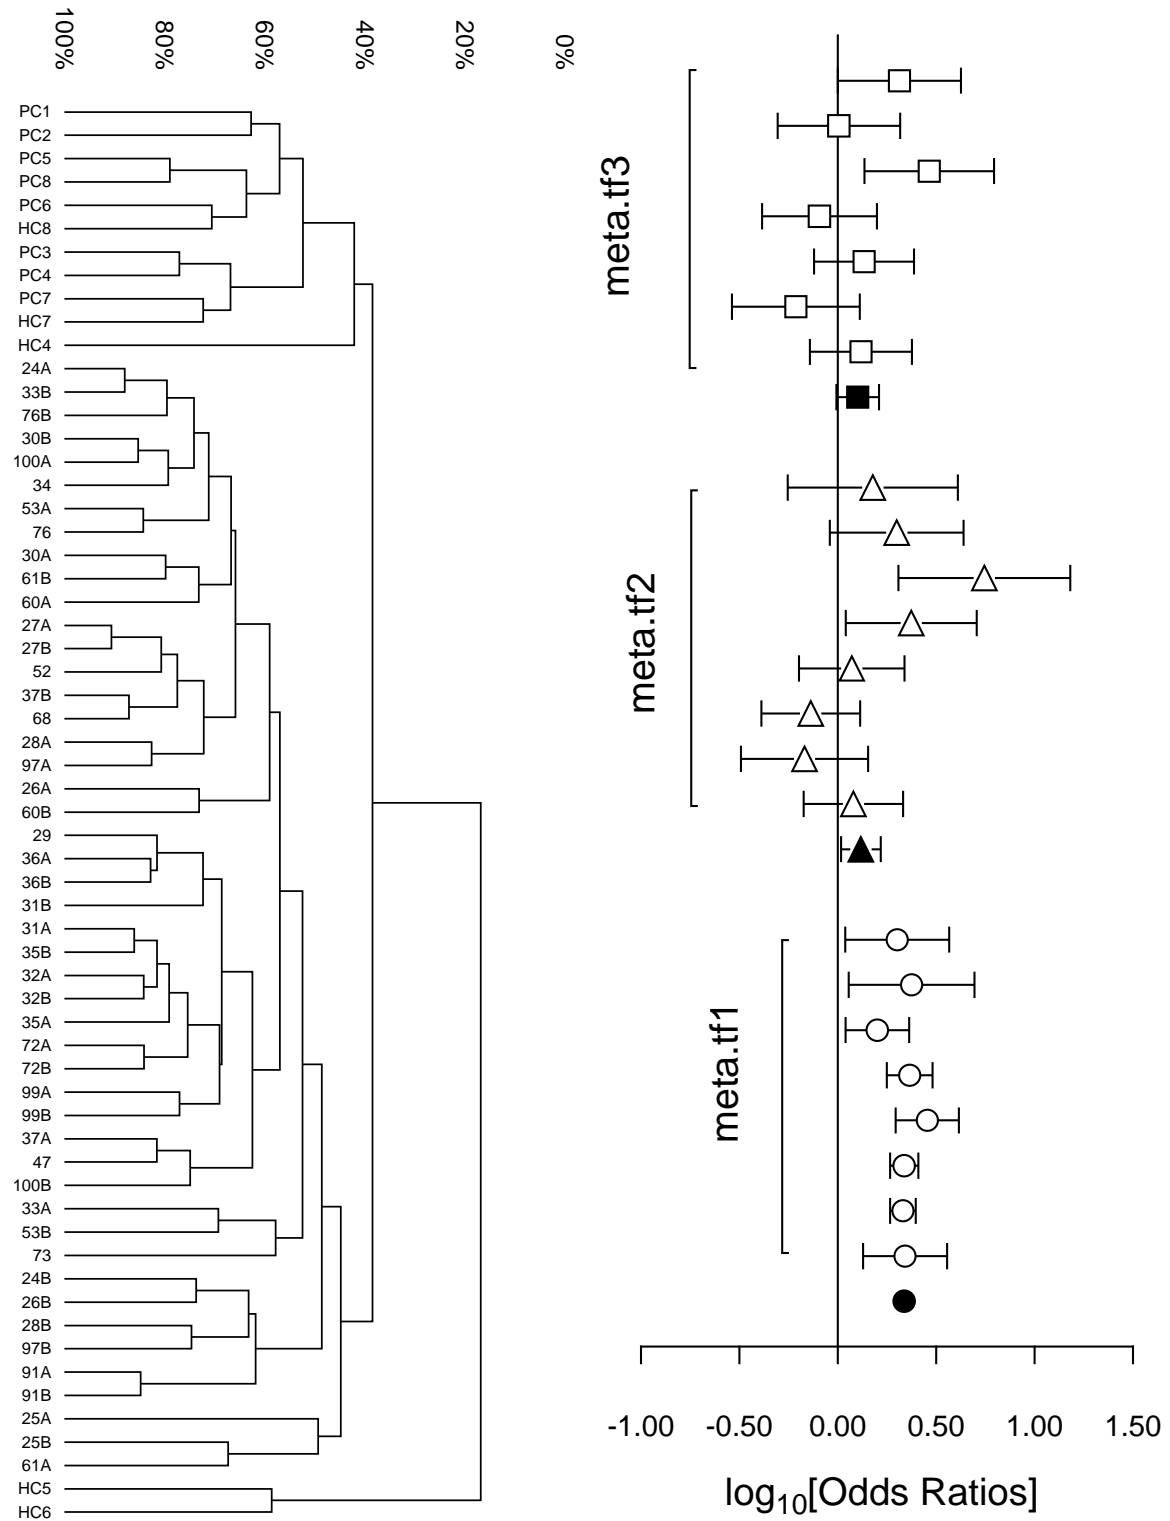 100%
80%
60%
40%
20%
0%
PC1
PC2
PC5
PC8
PC6
HC8
PC3
PC4
PC7
HC7
HC4
24A
33B
76B
30B
100A
34
53A
76
30A
61B
60A
27A
27B
52
37B
68
28A
97A
26A
60B
29
36A
36B
31B
31A
35B
32A
32B
35A
72A
72B
99A
99B
37A
47
100B
33A
53B
73
24B
26B
28B
97B
91A
91B
25A
25B
61A
HC5
HC6
meta.tf3
meta.tf2
meta.tf1
-1.00 -0.50 0.00 0.50 1.00 1.50
log10[Odds Ratios]